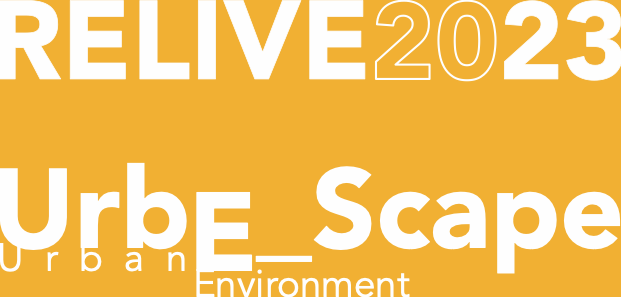 RELIVE2023
UrbE_Scape
Urban
Environment